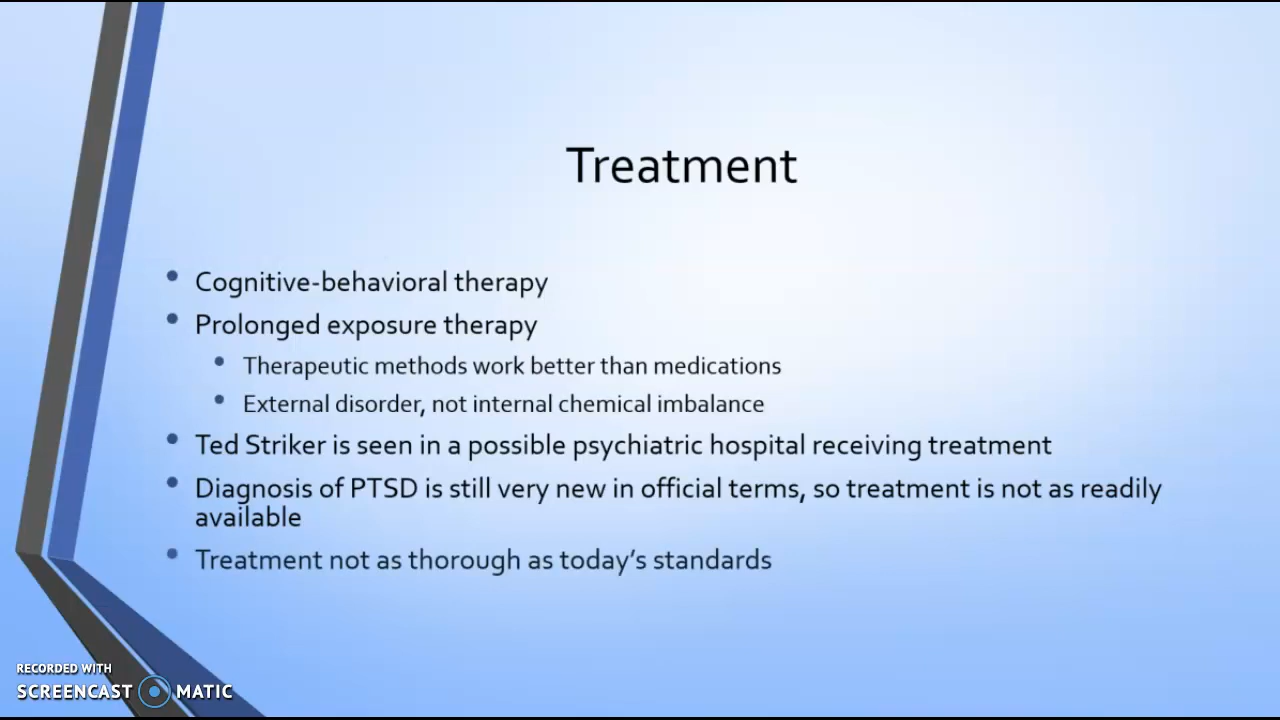 Treatment
Cognitive-behavioral therapy
Prolonged exposure therapy
Therapeutic methods work better than medications
External disorder, not internal chemical imbalance
Ted Striker is seen in a possible psychiatric hospital receiving treatment
Diagnosis of PTSD is still very new in official terms, so treatment is not as readily
available
Treatment not as thorough as today’s standards
RECORDED WITH
SCREENCAST MATIC